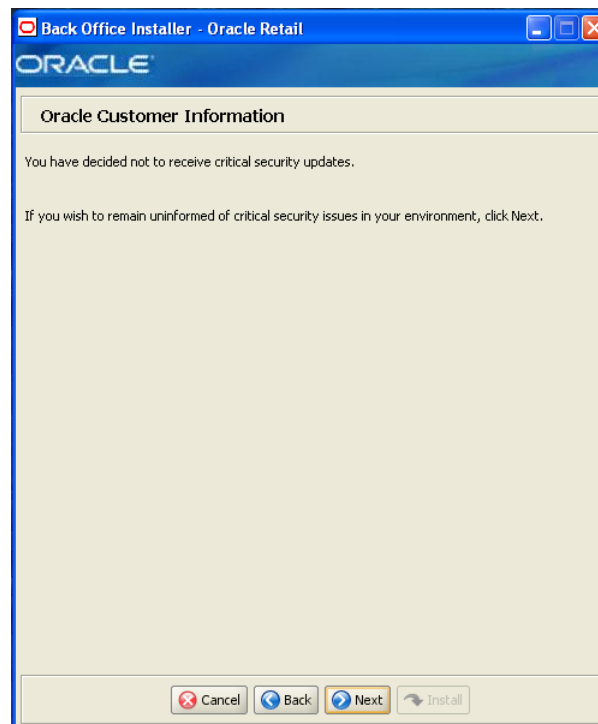 Back Office Installer - Oracle Retail
ORACLE
Oracle Customer Information
You have decided not to receive critical security updates.
If you wish to remain uninformed of critical security issues in your environment, click Next.
Cancel Back Next Install